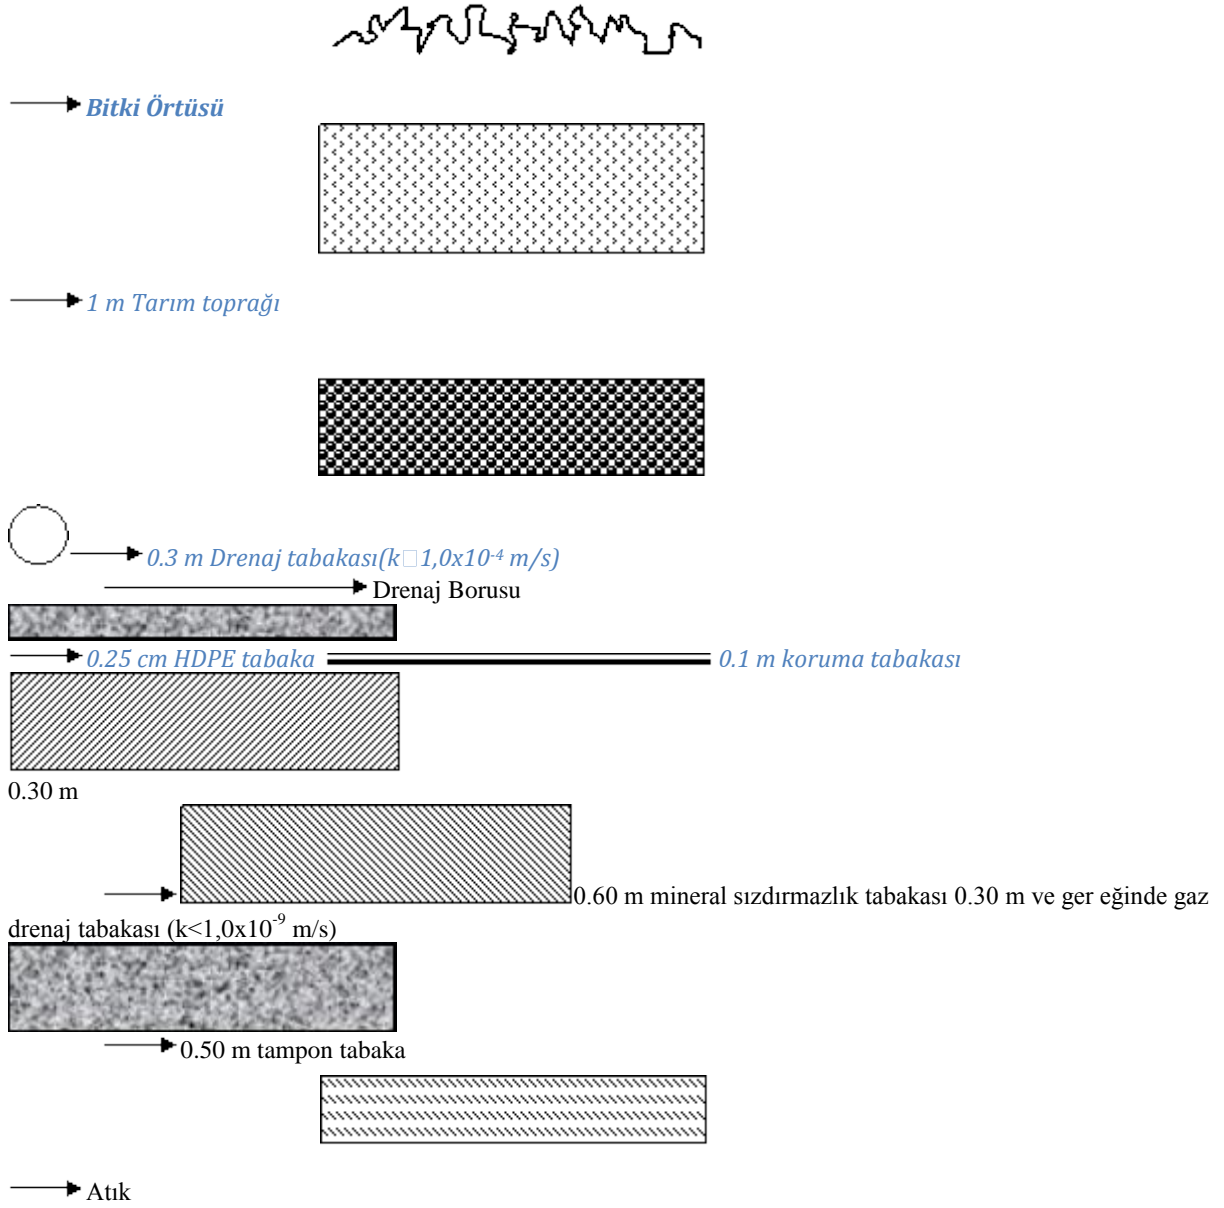 Bitki Örtüsü
1 m Tarım toprağı
0.3 m Drenaj tabakası(k□1,0x10-4 m/s)
Drenaj Borusu
0.25 cm HDPE tabaka 0.1 m koruma tabakası
0.30 m
0.60 m mineral sızdırmazlık tabakası 0.30 m ve ger eğinde gaz
drenaj tabakası (k<1,0x10-9 m/s)
0.50 m tampon tabaka
Atık